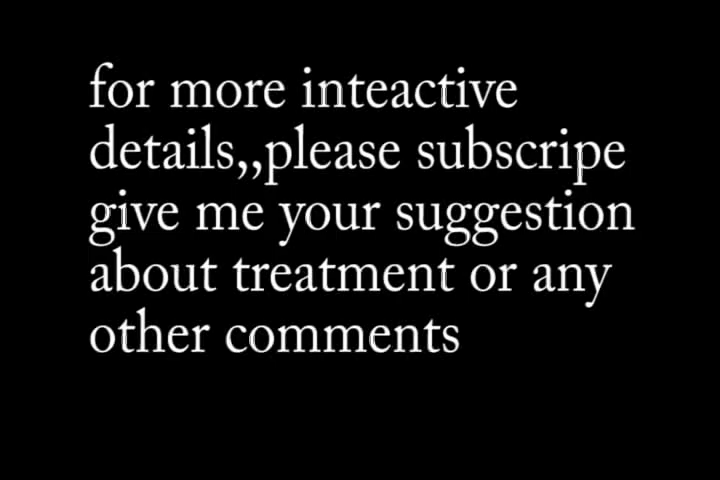 for more inteactive
details,,please subscripe
give me your suggestion
about treatment or any
other comments